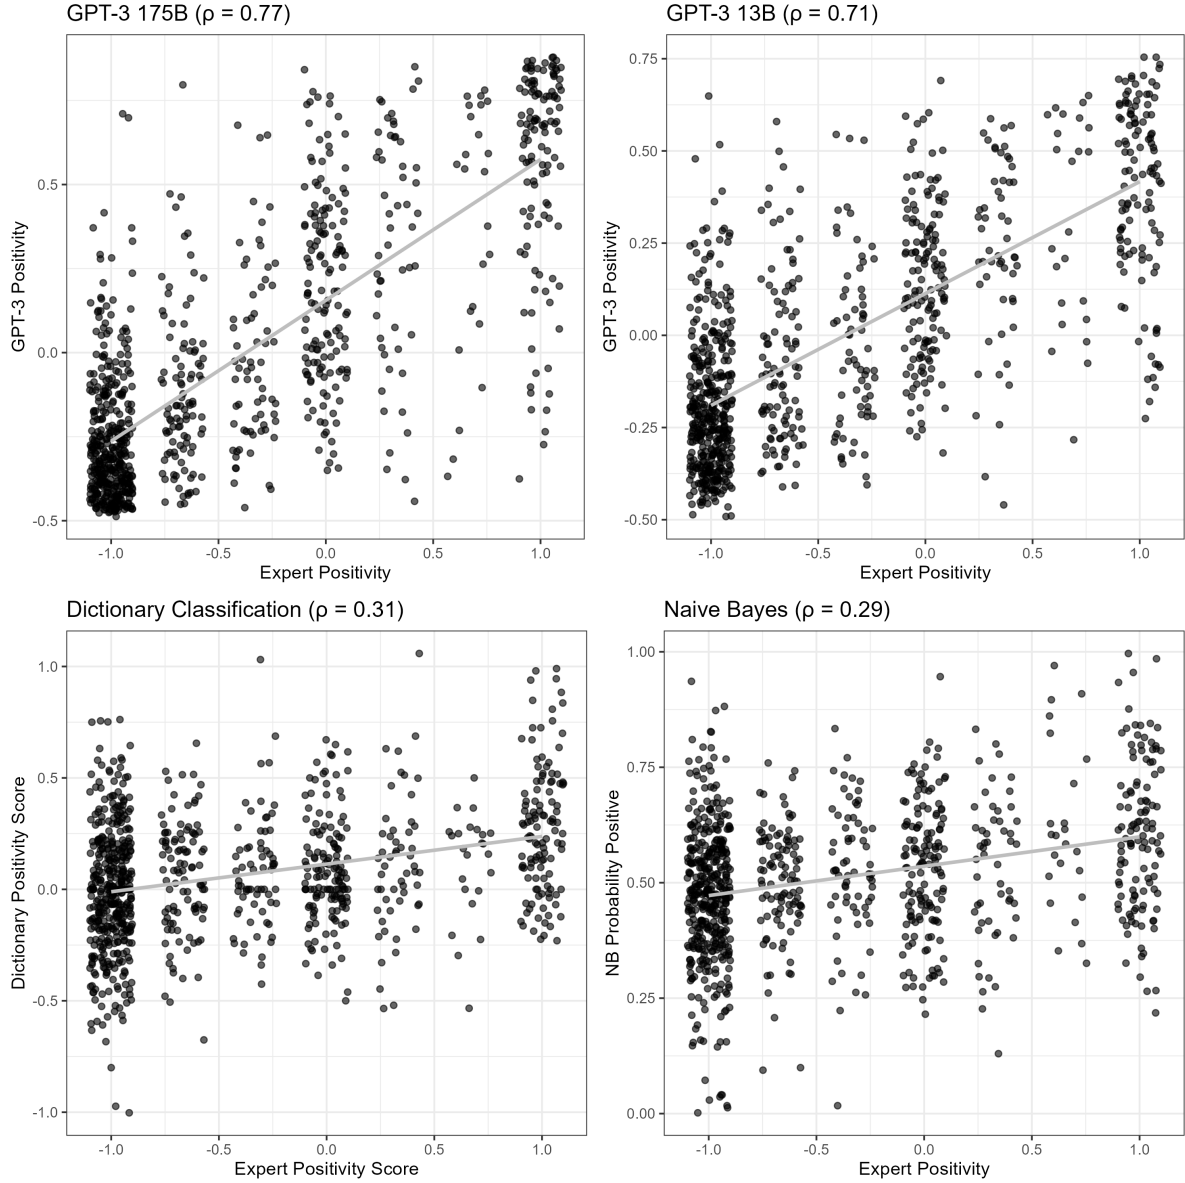 GPT-3 175B (ρ = 0.77)
GPT-3 Positivity
0.5
0.0
-0.5
-1.0 -0.5 0.0 0.5 1.0
Expert Positivity
GPT-3 13B (ρ = 0.71)
GPT-3 Positivity
0.75
0.50
0.25
0.00
-0.25
-0.50
-1.0 -0.5 0.0 0.5 1.0
Expert Positivity
Dictionary Classification (ρ = 0.31)
Dictionary Positivity Score
1.0
0.5
0.0
-0.5
-1.0
-1.0 -0.5 0.0 0.5 1.0
Expert Positivity Score
Naive Bayes (ρ = 0.29)
NB Probability Positive
1.00
0.75
0.50
0.25
0.00
-1.0 -0.5 0.0 0.5 1.0
Expert Positivity